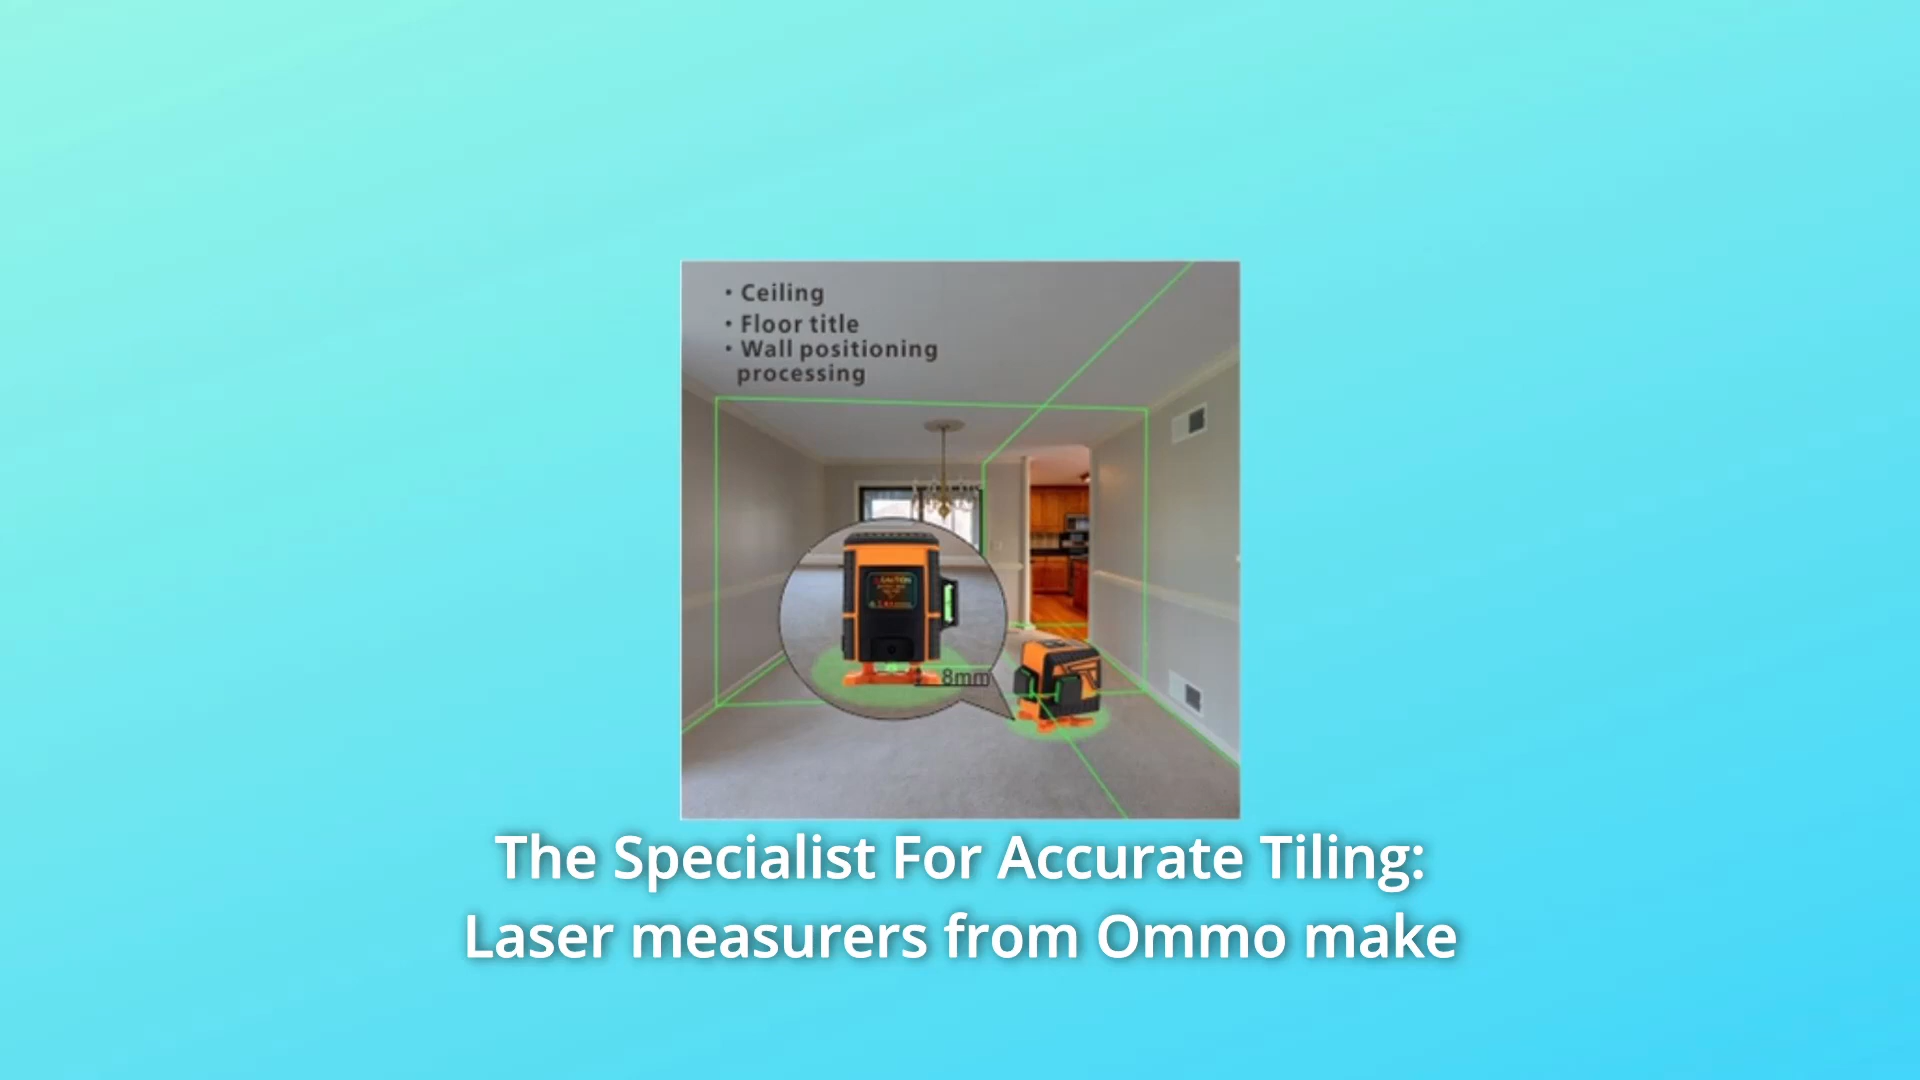 • Ceiling
• Floor title
• Wall positioning
processing
8mm
The Specialist For Accurate Tiling:
Laser measurers from Ommo make